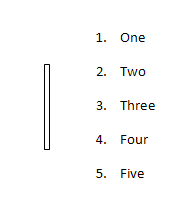 1. One
2. Two
3. Three
4. Four
5. Five